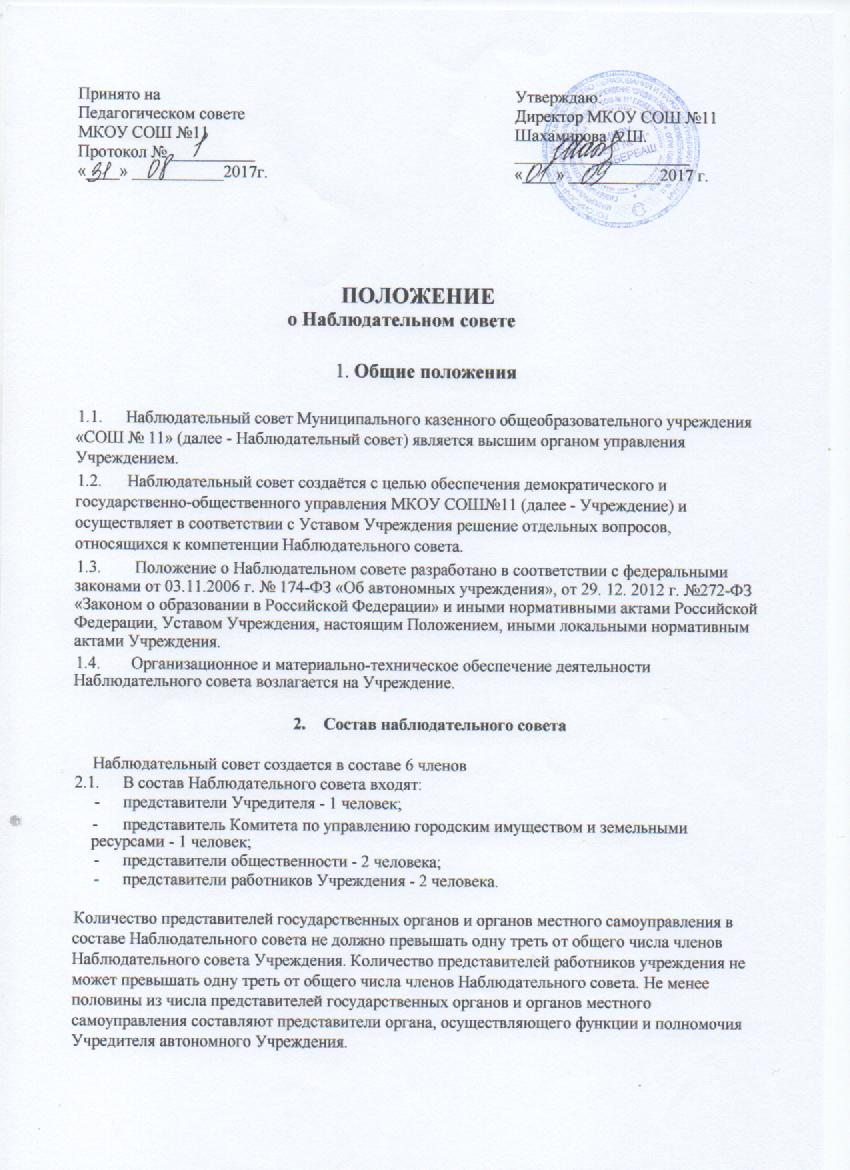 Принято на
Педагогическом совете
МКОУ СОШ №11
Протокол № 1
« 31 » 08 2017г.
Утверждаю:
Директор МКОУ СОШ №11
Шахамирова А.Ш.
« 01 » 09 2017 г.
ПОЛОЖЕНИЕ
о Наблюдательном совете
1. Общие положения
1.1. Наблюдательный совет Муниципального казенного общеобразовательного учреждения
«СОШ № 11» (далее - Наблюдательный совет) является высшим органом управления
Учреждением.
1.2. Наблюдательный совет создаётся с целью обеспечения демократического и
государственно-общественного управления МКОУ СОШ№11 (далее - Учреждение) и
осуществляет в соответствии с Уставом Учреждения решение отдельных вопросов,
относящихся к компетенции Наблюдательного совета.
1.3. Положение о Наблюдательном совете разработано в соответствии с федеральными
законами от 03.11.2006 г. № 174-ФЗ «Об автономных учреждения», от 29. 12. 2012 г. №272-ФЗ
«Законом о образовании в Российской Федерации» и иными нормативными актами Российской
Федерации, Уставом Учреждения, настоящим Положением, иными локальными нормативным
актами Учреждения.
1.4. Организационное и материально-техническое обеспечение деятельности
Наблюдательного совета возлагается на Учреждение.
2. Состав наблюдательного совета
Наблюдательный совет создается в составе 6 членов
2.1. В состав Наблюдательного совета входят:
- представители Учредителя - 1 человек;
- представитель Комитета по управлению городским имуществом и земельными
ресурсами - 1 человек;
- представители общественности - 2 человека;
- представители работников Учреждения - 2 человека.
Количество представителей государственных органов и органов местного самоуправления в
составе Наблюдательного совета не должно превышать одну треть от общего числа членов
Наблюдательного совета Учреждения. Количество представителей работников учреждения не
может превышать одну треть от общего числа членов Наблюдательного совета. Не менее
половины из числа представителей государственных органов и органов местного
самоуправления составляют представители органа, осуществляющего функции и полномочия
Учредителя автономного Учреждения.